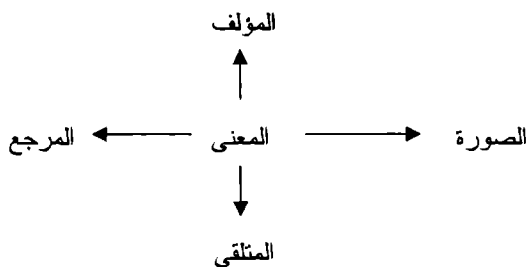 المؤلف
الصورة المعنى المرجع
المتلقي